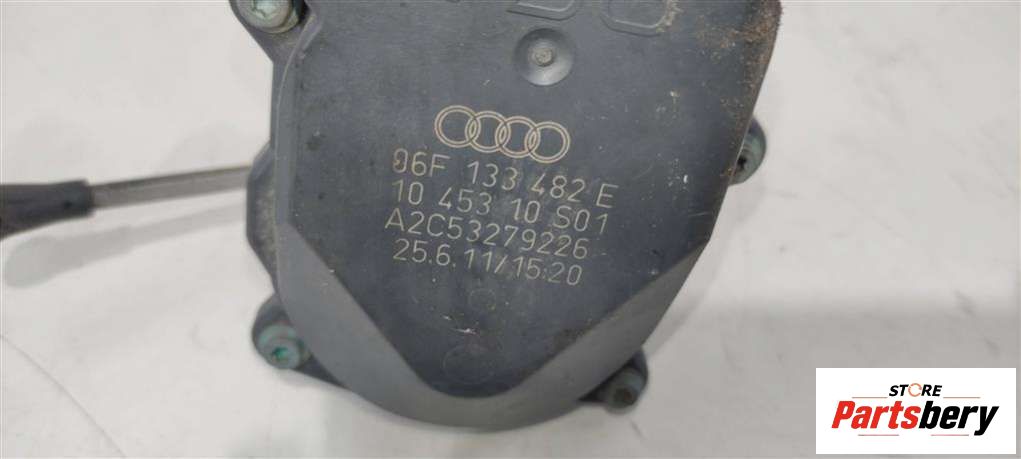 06F 133 482 E
10 453 10 S01
A2C53279226
25.6.11/15:20
STORE
Partsbery